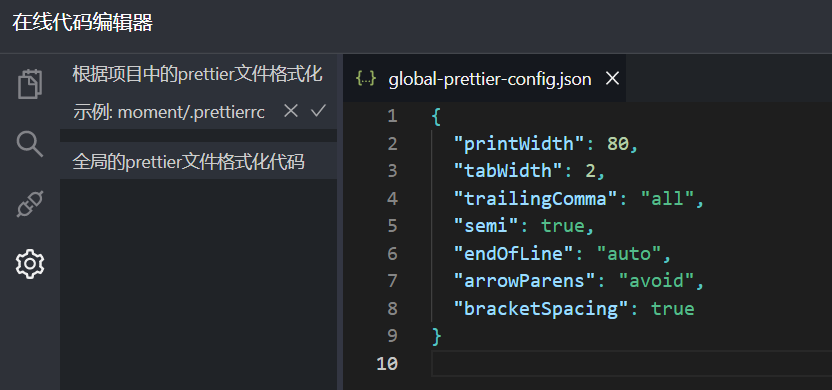 在线代码编辑器
根据项目中的prettier文件格式化
示例: moment/.prettierrc
全局的prettier文件格式化代码
{..} global-prettier-config.json
1 {
2 "printWidth": 80,
3 "tabWidth": 2,
4 "trailingComma": "all",
5 "semi": true,
6 "endOfLine": "auto",
7 "arrowParens": "avoid",
8 "bracketSpacing": true
9 }
10